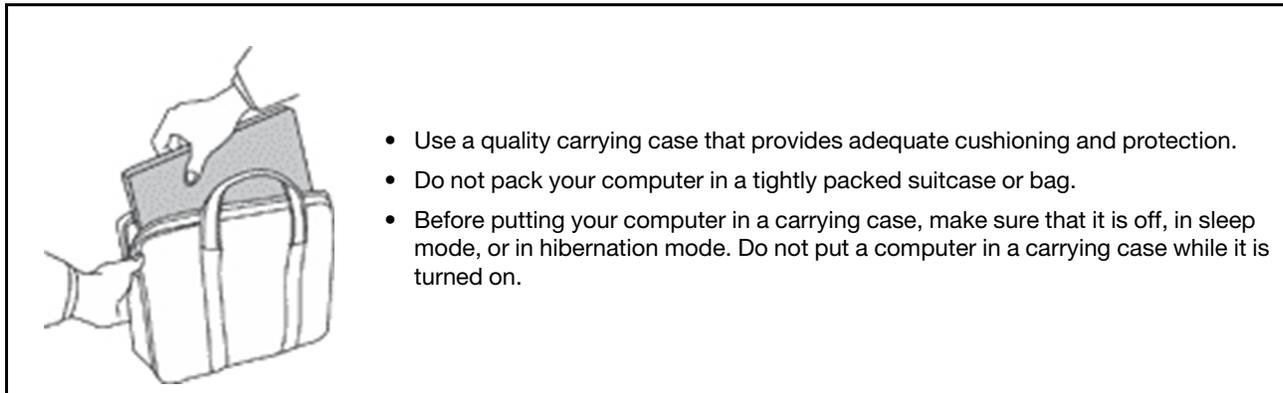 • Use a quality carrying case that provides adequate cushioning and protection.
• Do not pack your computer in a tightly packed suitcase or bag.
• Before putting your computer in a carrying case, make sure that it is off, in sleep
mode, or in hibernation mode. Do not put a computer in a carrying case while it is
turned on.